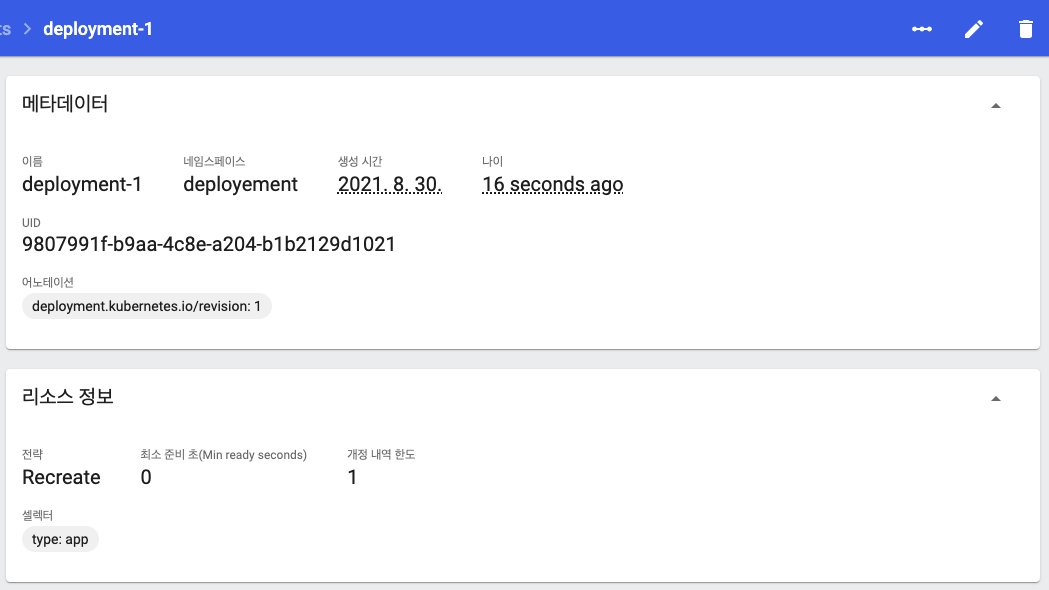 deployment-1
메타데이터
이름 네임스페이스 생성 시간 나이
deployment-1 deployement 2021. 8. 30. 16 seconds ago
UID
9807991f-b9aa-4c8e-a204-b1b2129d1021
어노테이션
deployment.kubernetes.io/revision: 1
리소스 정보
전략 최소 준비 초(Min ready seconds) 개정 내역 한도
Recreate 0 1
셀렉터
type: app